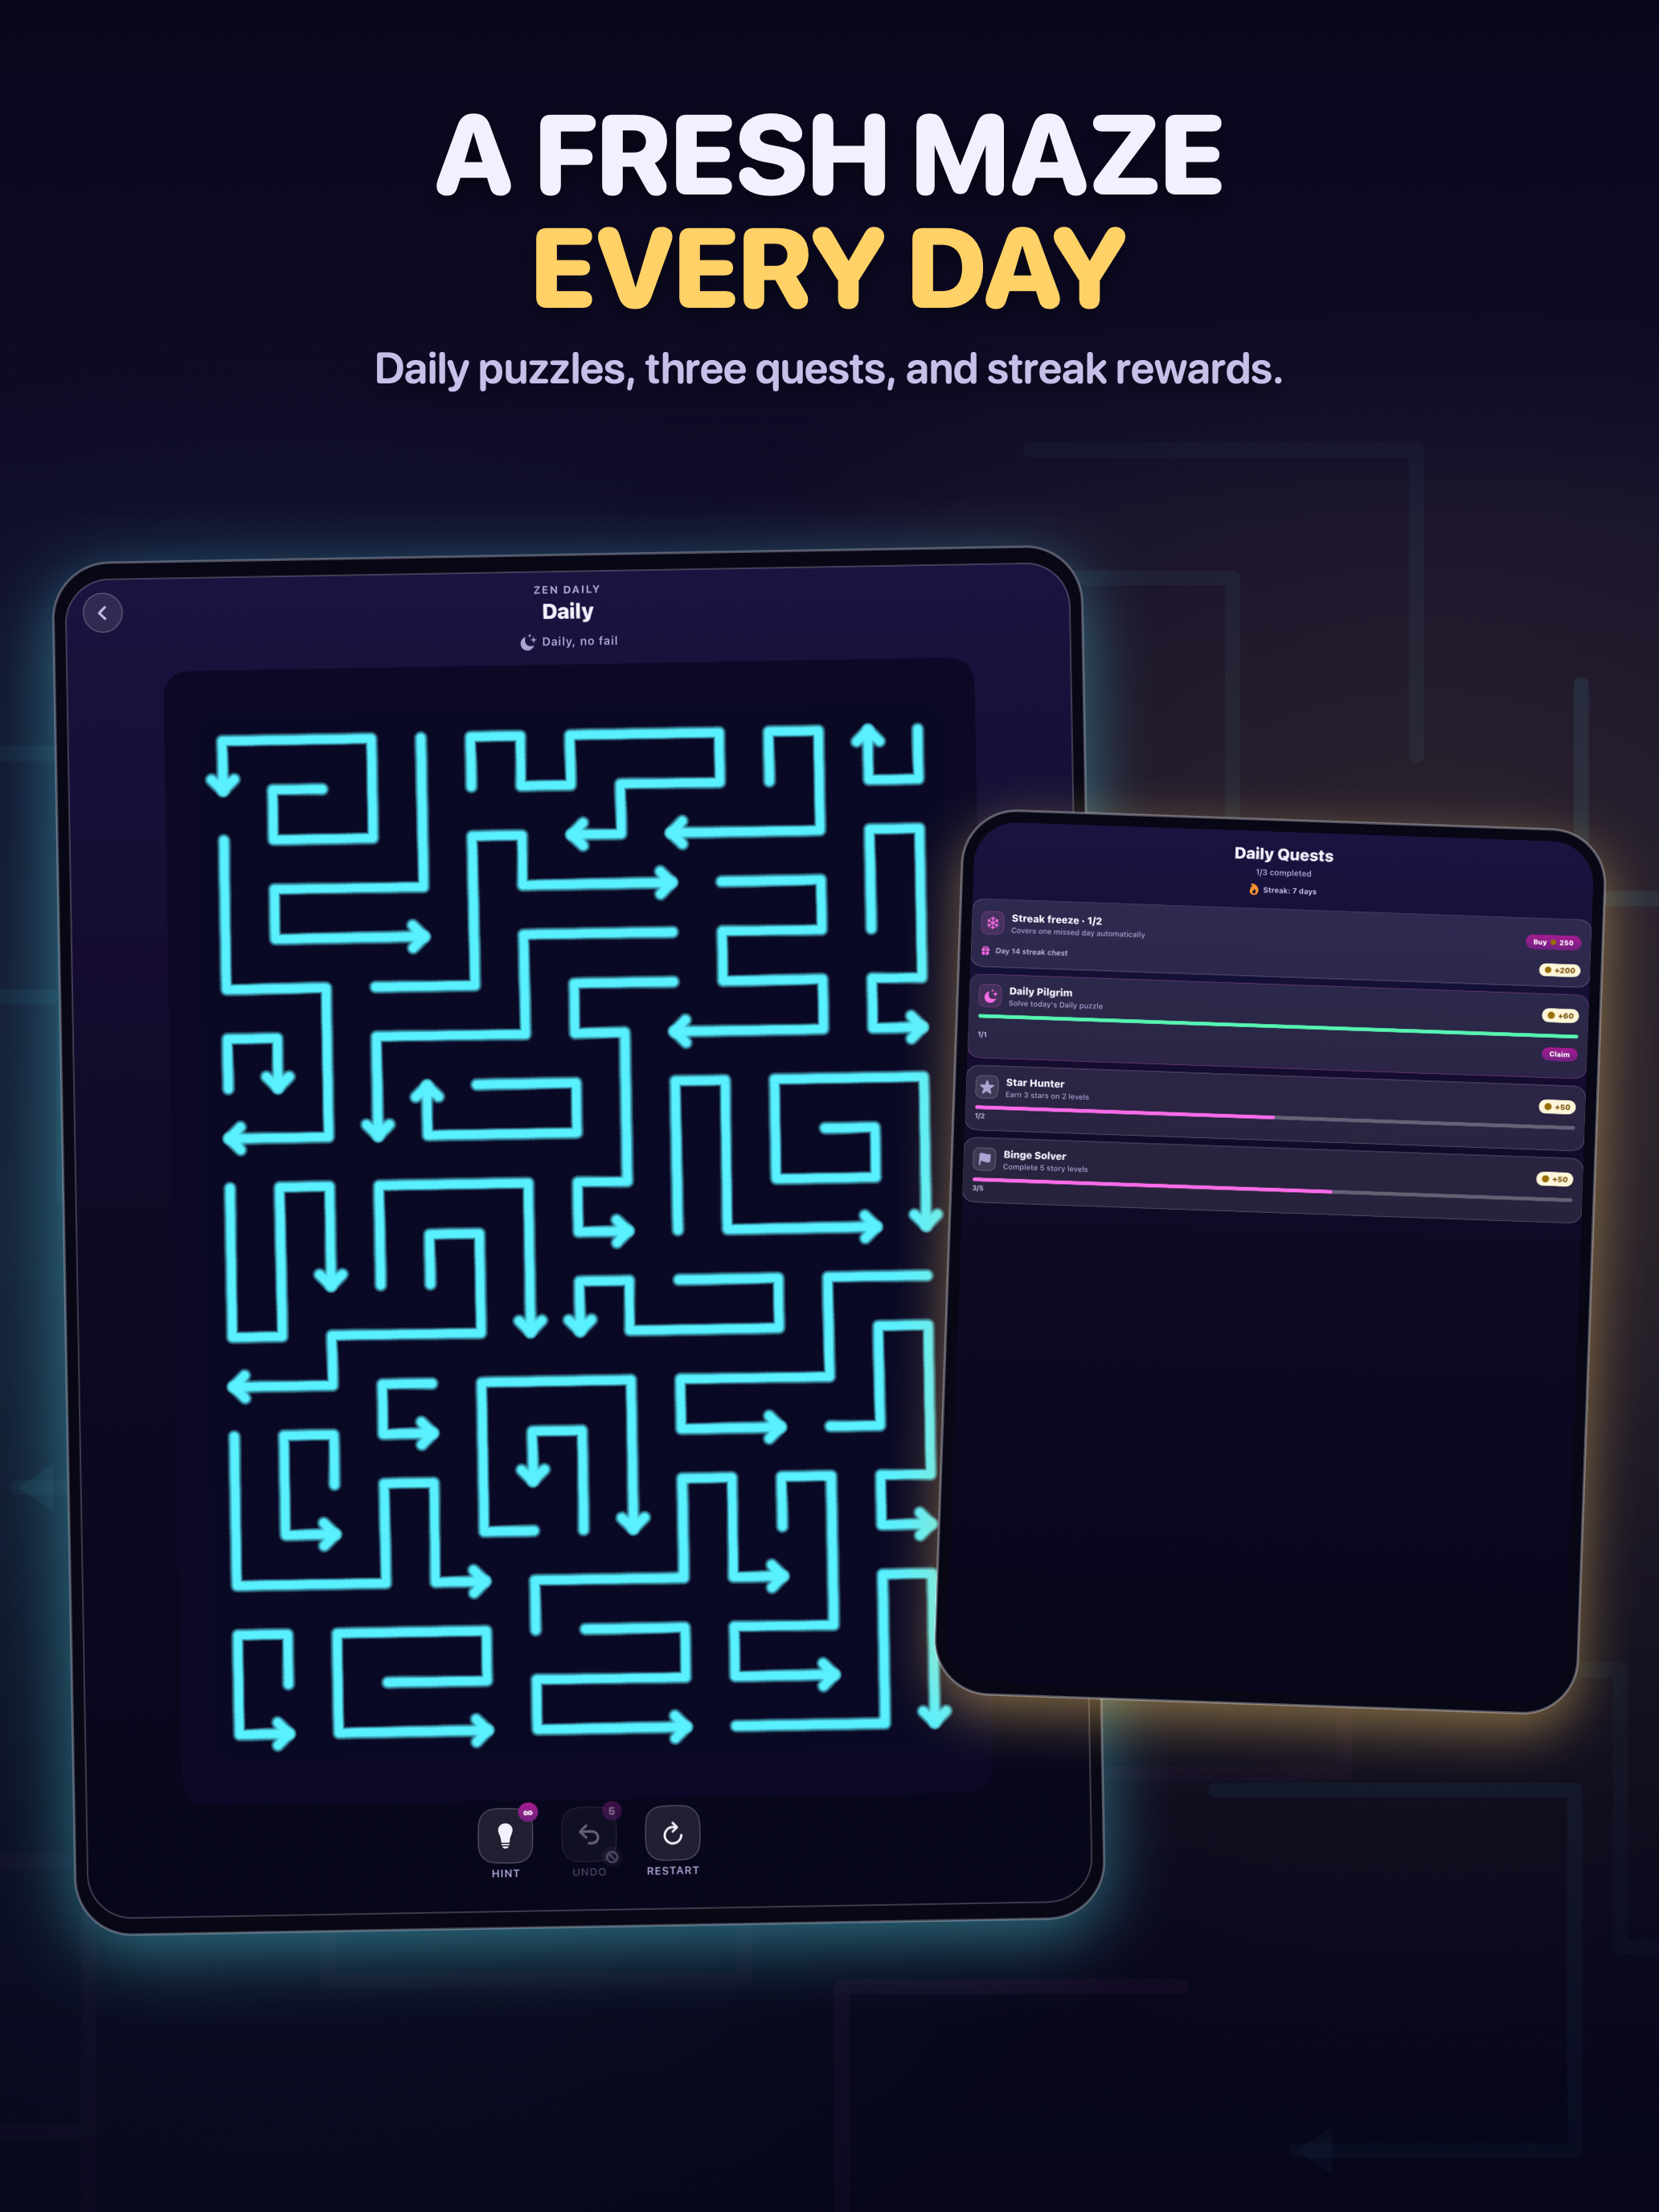 A FRESH MAZE
EVERY DAY
Daily puzzles, three quests, and streak rewards.
ZEN DAILY
Daily
Daily, no fail
∞
5
HINT
UNDO
RESTART
Daily Quests
1/3 completed
Streak: 7 days
Streak freeze · 1/2
Covers one missed day automatically
Buy 250
Day 14 streak chest
+200
Daily Pilgrim
Solve today's Daily puzzle
+60
1/1
Claim
Star Hunter
Earn 3 stars on 2 levels
+50
1/2
Binge Solver
Complete 5 story levels
+50
3/5